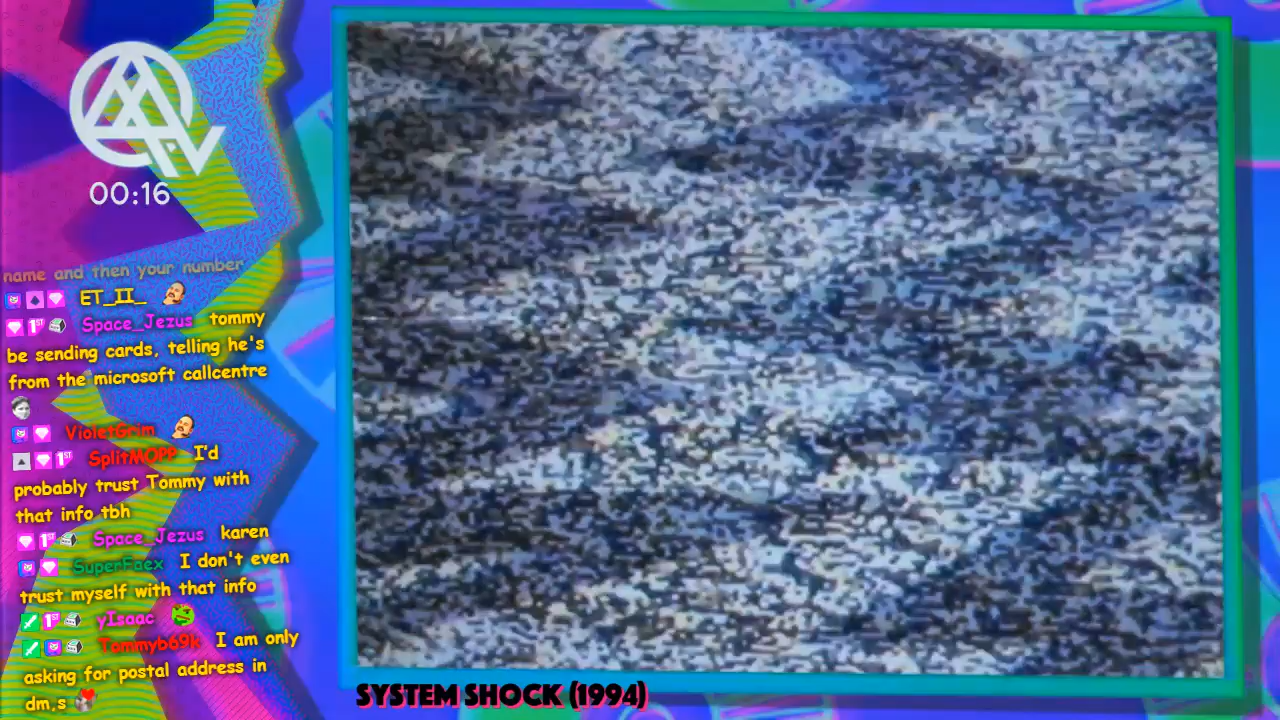 00:16
name and then your number
ET_II_
Space_Jezus tommy
be sending cards, telling he's
from the microsoft callcentre
VioletGrim
1ST SplitMOPP I'd
probably trust Tommy with
that info tbh
Space_Jezus karen
SuperFaex I don't even
trust myself with that info
yIsaac
Tommyb69k I am only
asking for postal address in
dm,s
SYSTEM SHOCK (1994)